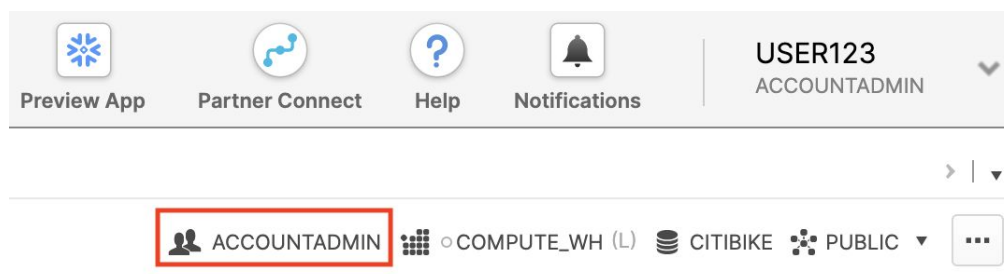 USER123
ACCOUNTADMIN
Preview App Partner Connect Help Notifications
ACCOUNTADMIN COMPUTE_WH (L) CITIBIKE PUBLIC